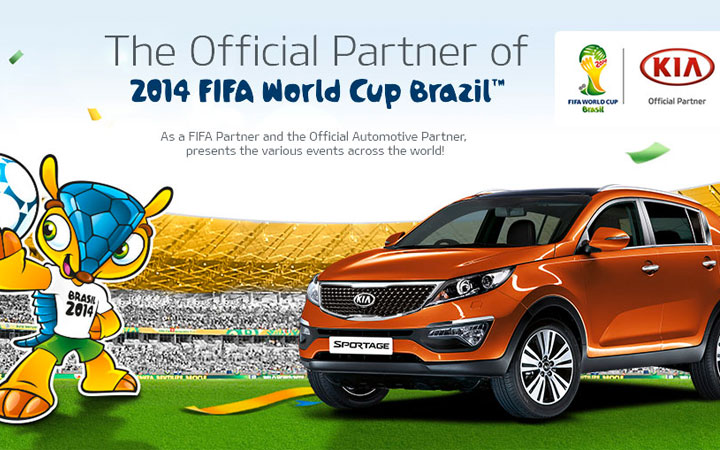 The Official Partner of
2014 FIFA World Cup Brazil™
As a FIFA Partner and the Official Automotive Partner,
presents the various events across the world!
FIFA WORLD CUP
Brasil
KIA
Official Partner
BRASIL
2014
KIA
SPORTAGE